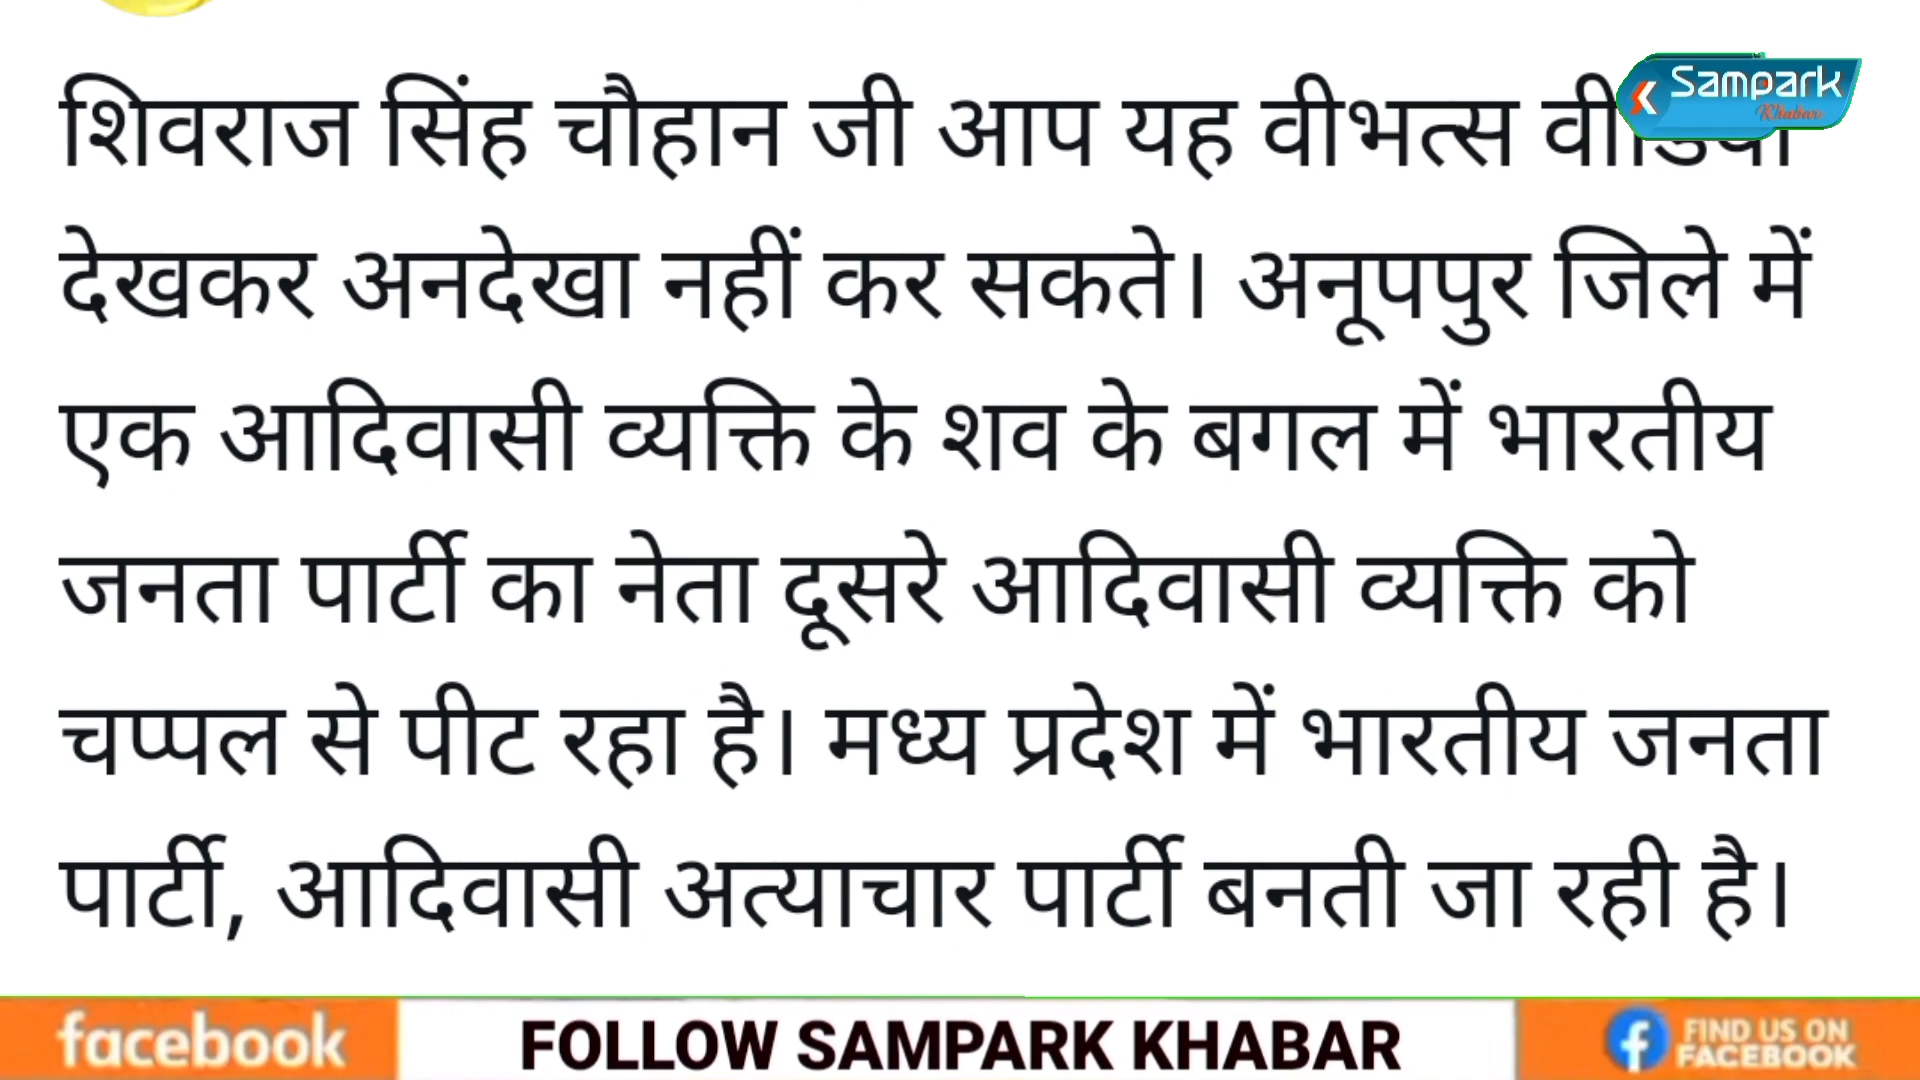 शिवराज सिंह चौहान जी आप यह वीभत्स वीडियो
देखकर अनदेखा नहीं कर सकते। अनूपपुर जिले में
एक आदिवासी व्यक्ति के शव के बगल में भारतीय
जनता पार्टी का नेता दूसरे आदिवासी व्यक्ति को
चप्पल से पीट रहा है। मध्य प्रदेश में भारतीय जनता
पार्टी, आदिवासी अत्याचार पार्टी बनती जा रही है।
Sampark
Khabar
facebook
FOLLOW SAMPARK KHABAR
FIND US ON
FACEBOOK